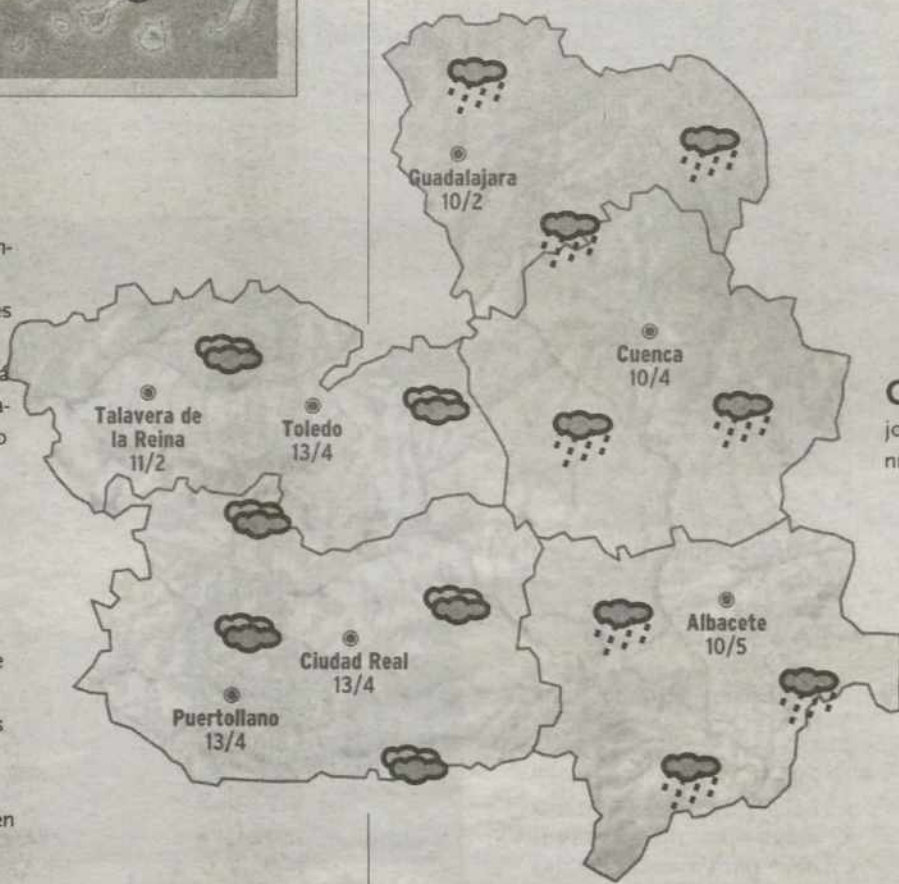 Guadalajara
10/2
Cuenca
10/4
Talavera de
la Reina
11/2
Toledo
13/4
Albacete
10/5
Ciudad Real
13/4
Puertollano
13/4
en